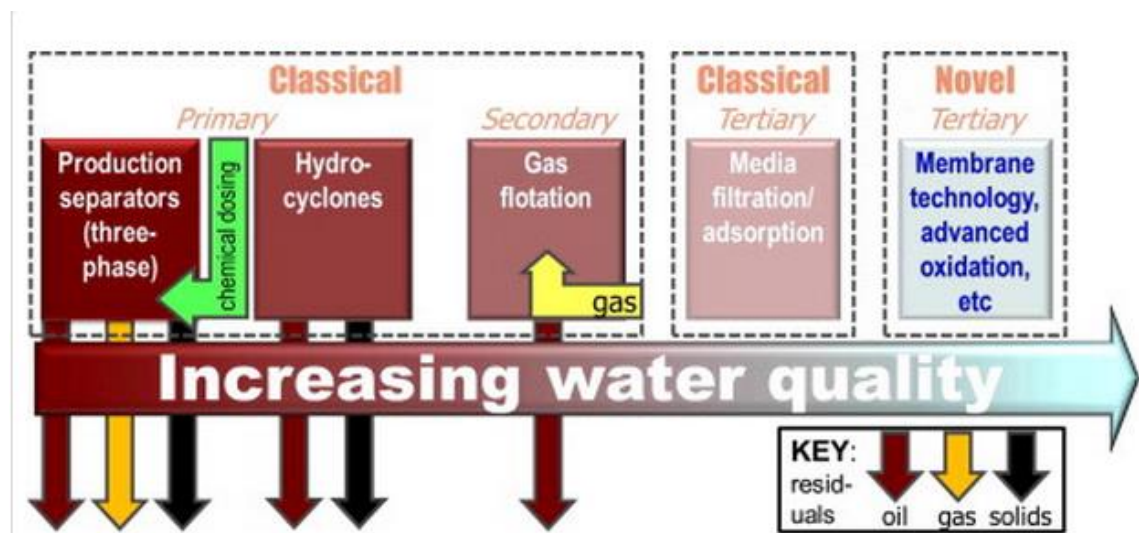 Classical
Primary
Secondary
Production
separators
(three-
phase)
chemical dosing
Hydro-
cyclones
Gas
flotation
gas
Classical
Tertiary
Media
filtration/
adsorption
Novel
Tertiary
Membrane
technology,
advanced
oxidation,
etc
Increasing water quality
KEY:
resid-
uals
oil gas solids